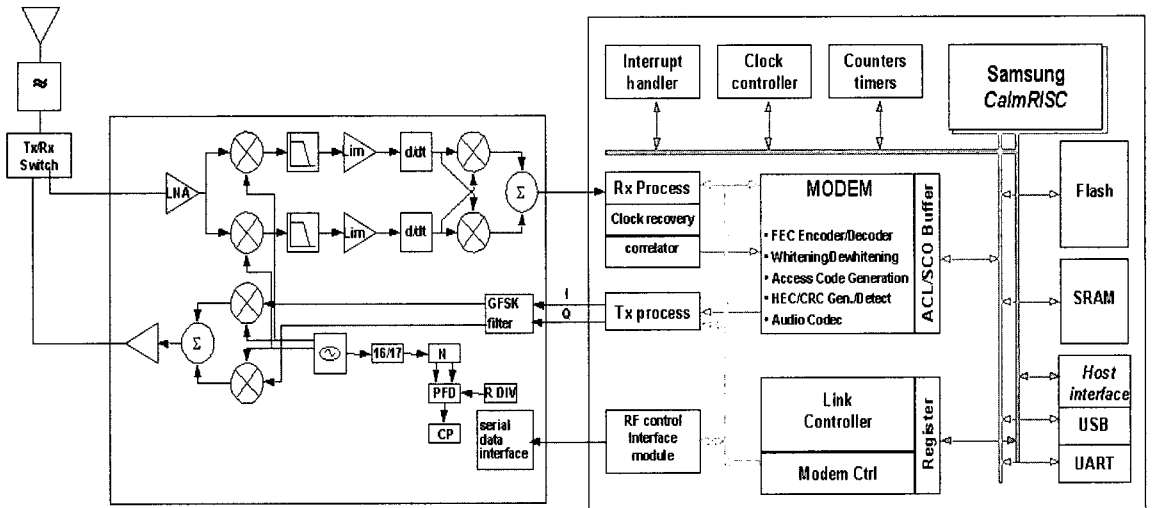 ≈
Tx/Rx
Switch
LNA
Lim
d/dt
Σ
Lim
d/dt
Σ
GFSK
filter
I
Q
16/17
N
PFD
R DIV
CP
serial
data
interface
Interrupt
handler
Clock
controller
Counters
timers
Samsung
CalmRISC
Rx Process
Clock recovery
correlator
Tx process
MODEM
• FEC Encoder/Decoder
• Whitening/Dewhitening
• Access Code Generation
• HEC/CRC Gen./Detect
• Audio Codec
ACL/SCO Buffer
Flash
SRAM
Host
interface
USB
UART
RF control
Interface
module
Link
Controller
Modem Ctrl
Register